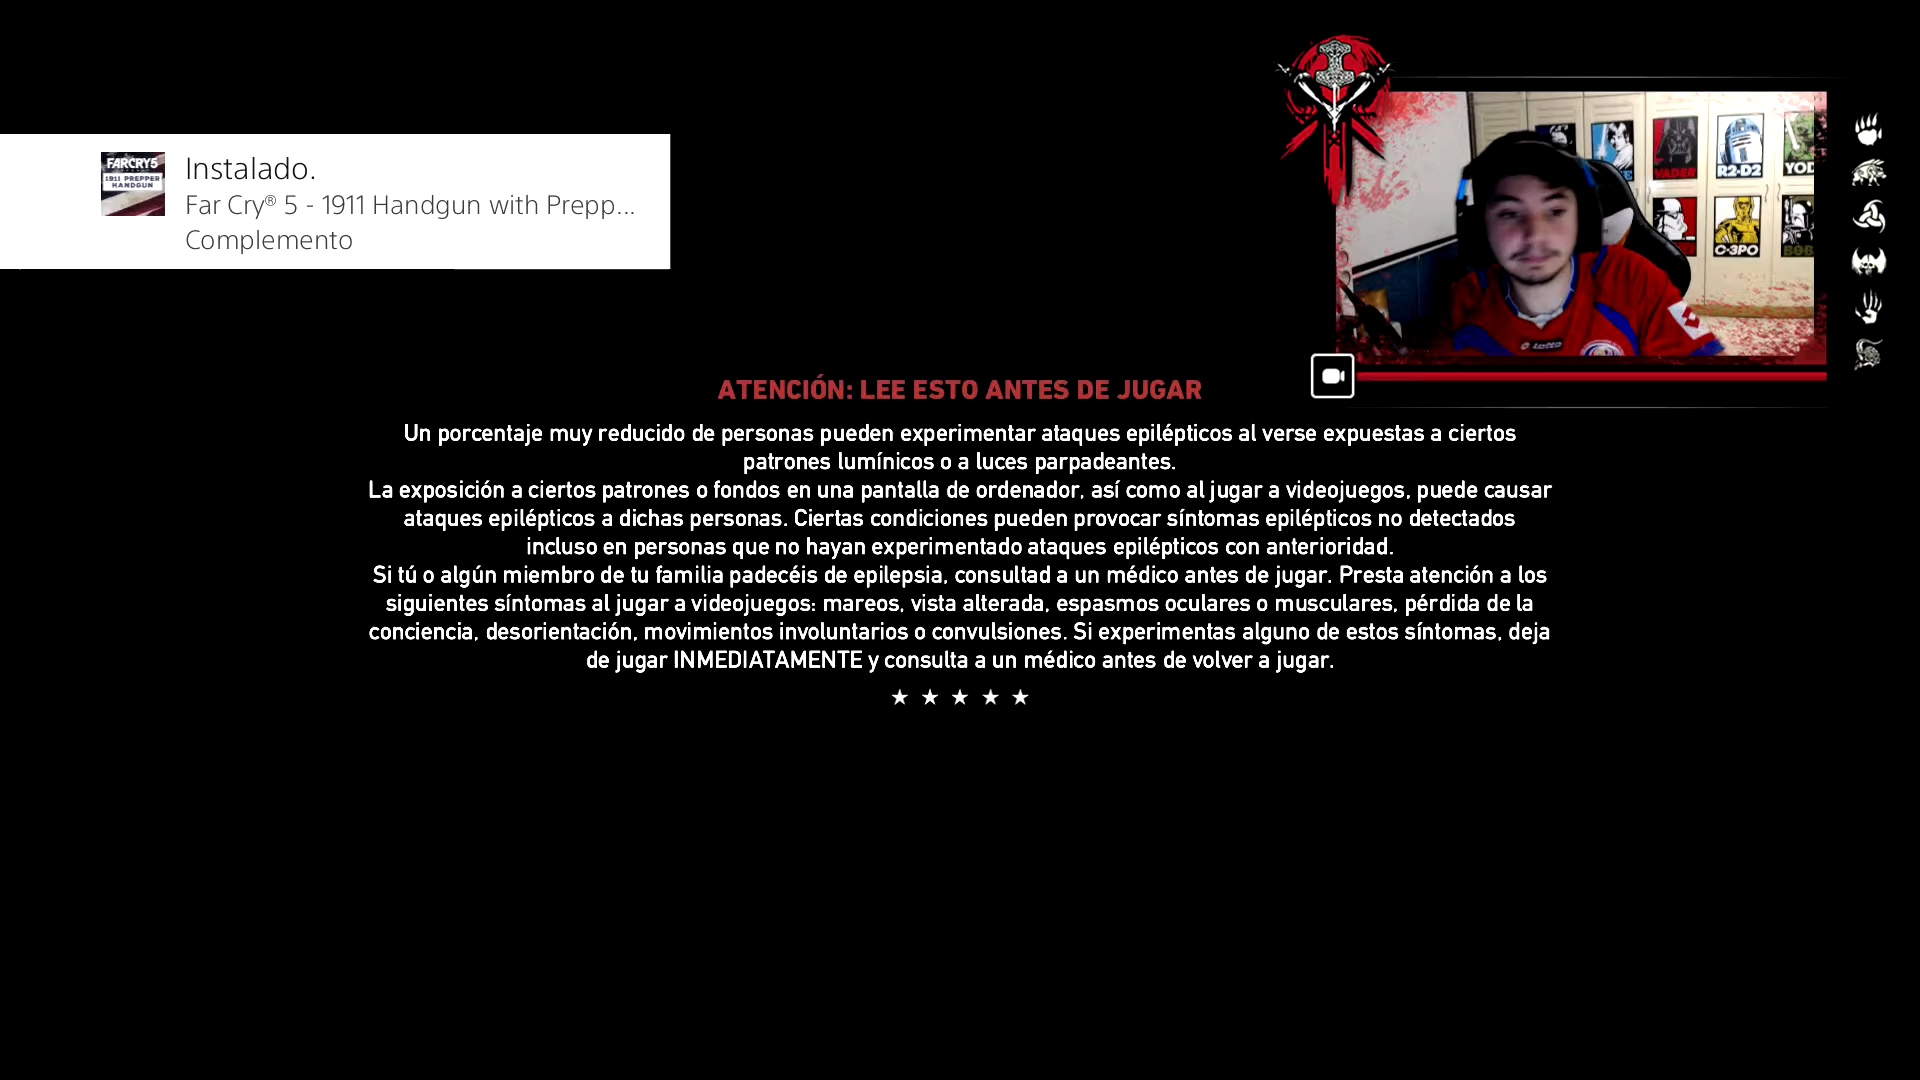 FARCRY5
1911 PREPPER
HANDGUN
Instalado.
Far Cry® 5 - 1911 Handgun with Prepp...
Complemento
VADER
R2-D2
YOD
C-3PO
BOB
Lotto
ATENCIÓN: LEE ESTO ANTES DE JUGAR
Un porcentaje muy reducido de personas pueden experimentar ataques epilépticos al verse expuestas a ciertos
patrones lumínicos o a luces parpadeantes.
La exposición a ciertos patrones o fondos en una pantalla de ordenador, así como al jugar a videojuegos, puede causar
ataques epilépticos a dichas personas. Ciertas condiciones pueden provocar síntomas epilépticos no detectados
incluso en personas que no hayan experimentado ataques epilépticos con anterioridad.
Si tú o algún miembro de tu familia padecéis de epilepsia, consultad a un médico antes de jugar. Presta atención a los
siguientes síntomas al jugar a videojuegos: mareos, vista alterada, espasmos oculares o musculares, pérdida de la
conciencia, desorientación, movimientos involuntarios o convulsiones. Si experimentas alguno de estos síntomas, deja
de jugar INMEDIATAMENTE y consulta a un médico antes de volver a jugar.
★ ★ ★ ★ ★